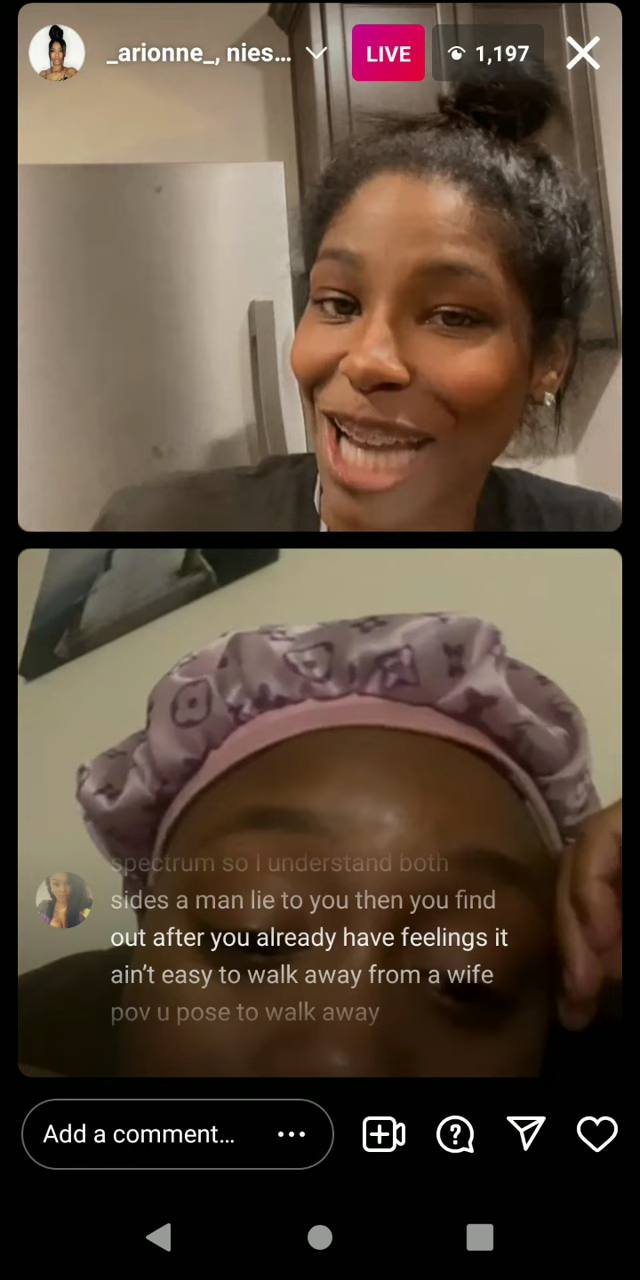 _arionne_, nies...
LIVE
1,197
spectrum so I understand both
sides a man lie to you then you find
out after you already have feelings it
ain't easy to walk away from a wife
pov u pose to walk away
Add a comment...